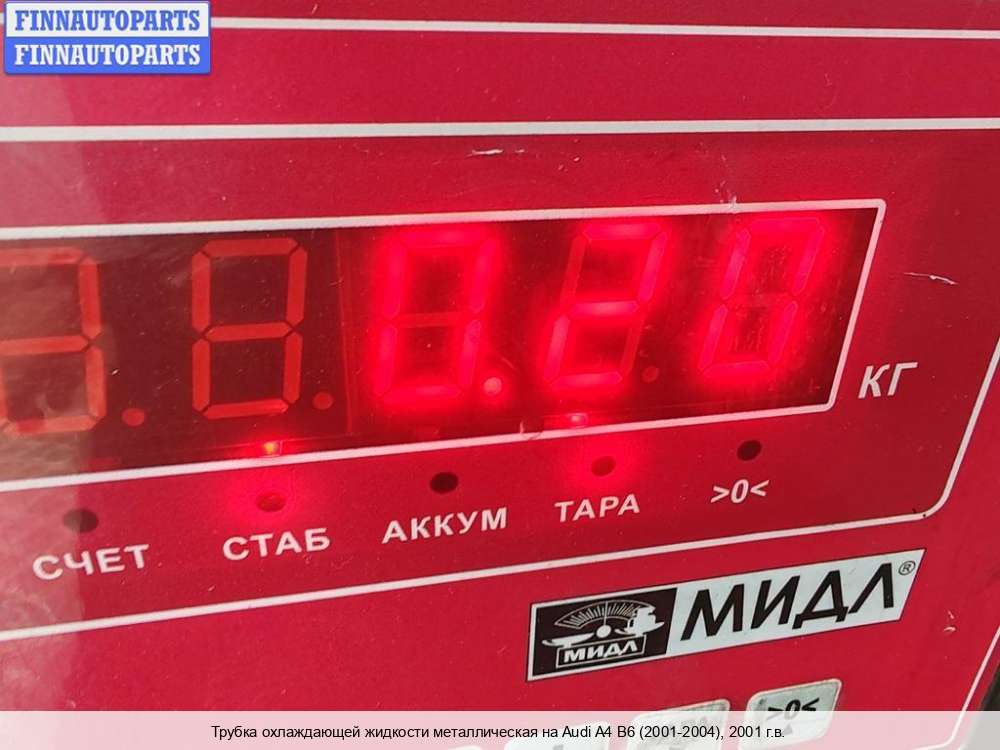 FINNAUTOPARTS
FINNAUTOPARTS
0.20
КГ
СЧЕТ
СТАБ
АККУМ
ТАРА
>0<
МИДЛ
МИДЛ®
>0<
Трубка охлаждающей жидкости металлическая на Audi A4 B6 (2001-2004), 2001 г.в.